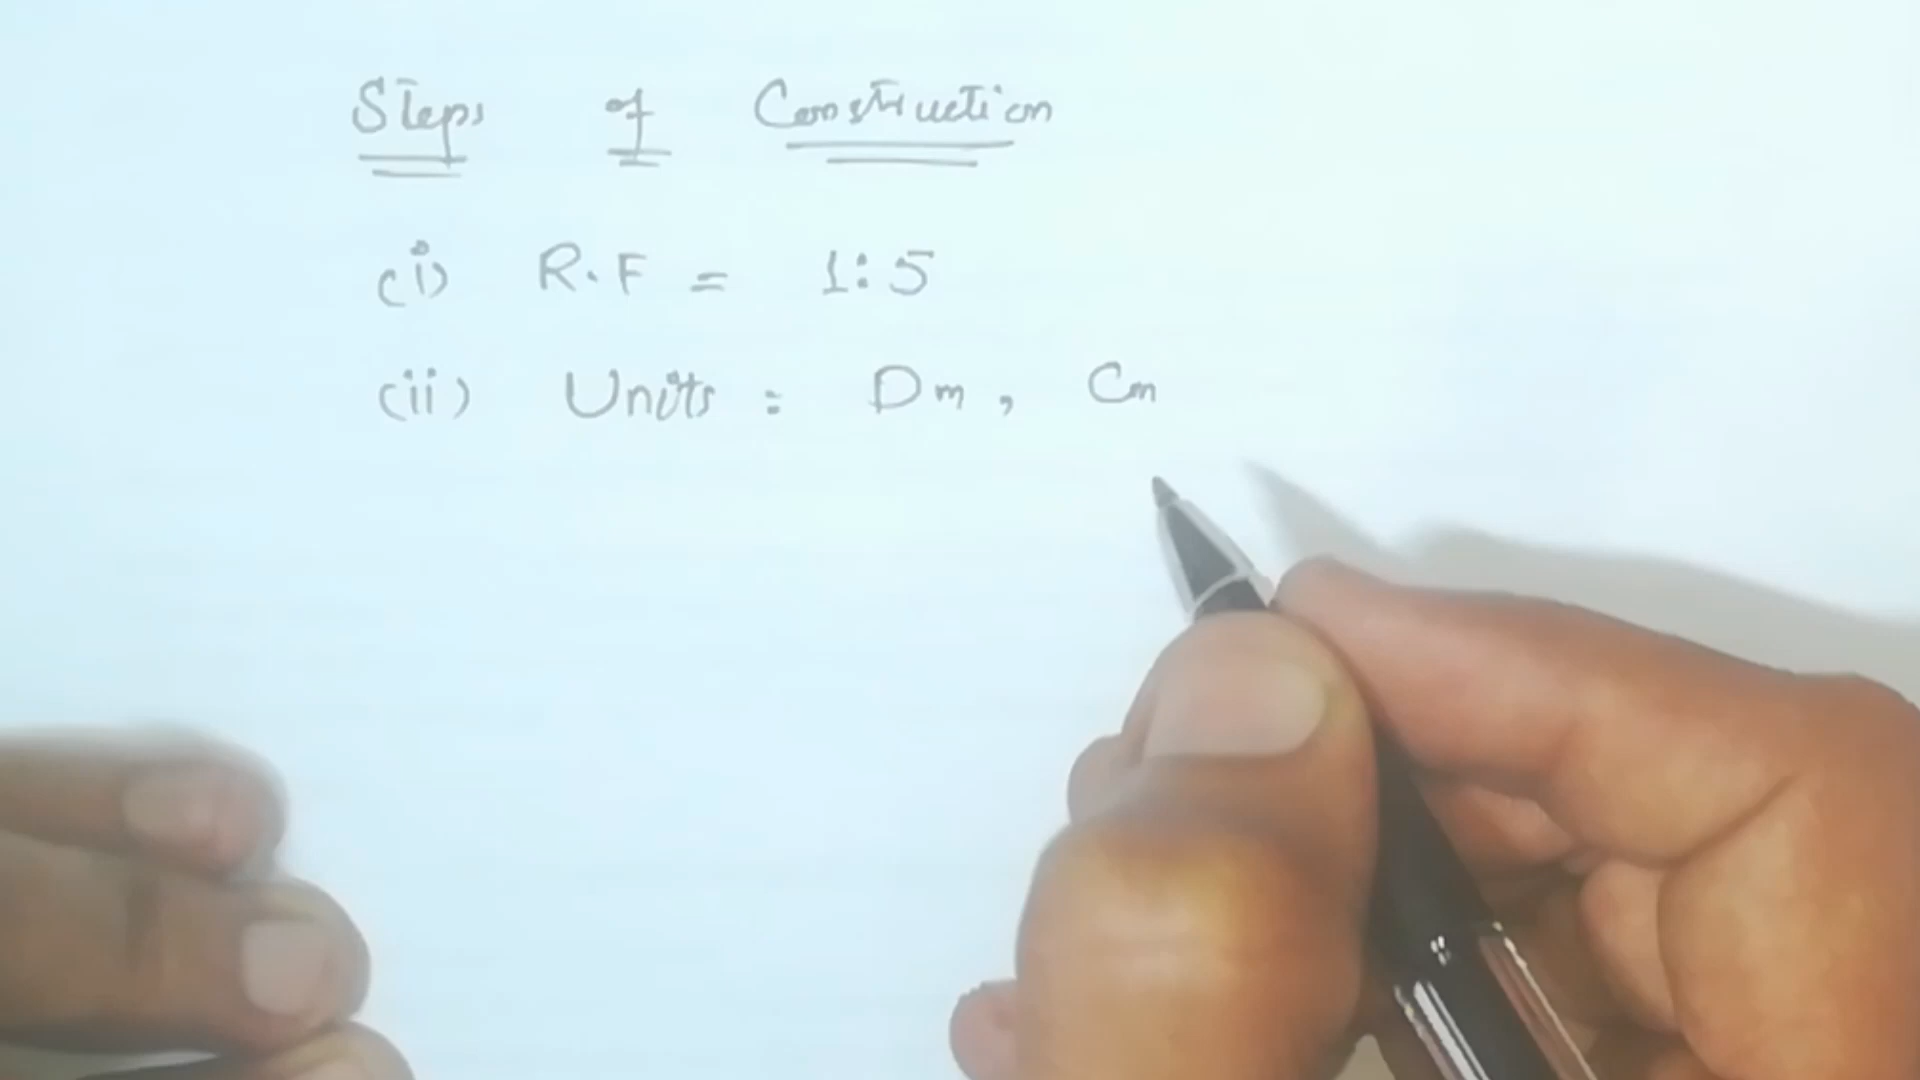 Steps of Construction
(i) R.F = 1:5
(ii) Units : Dm, Cm